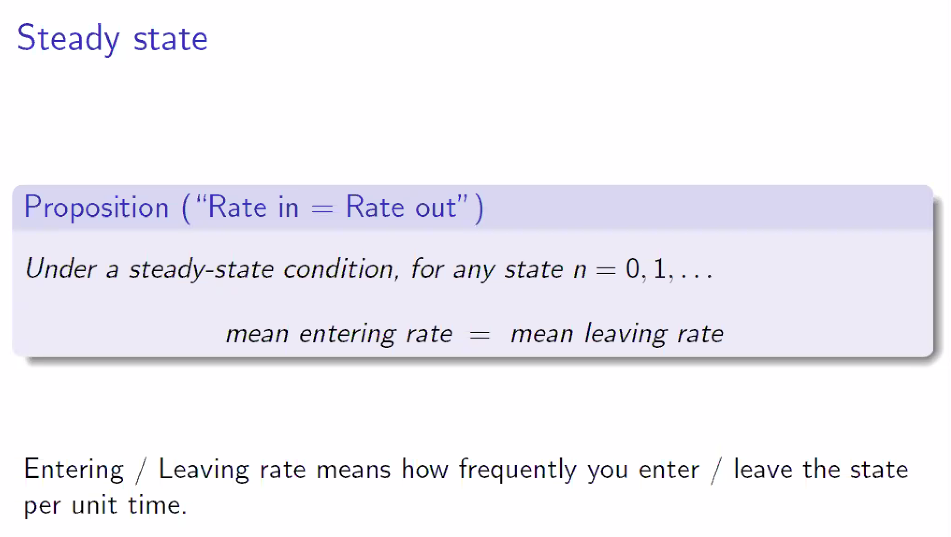 Steady state
Proposition (“Rate in = Rate out”)
Under a steady-state condition, for any state n = 0, 1, . . .
mean entering rate = mean leaving rate
Entering / Leaving rate means how frequently you enter / leave the state
per unit time.